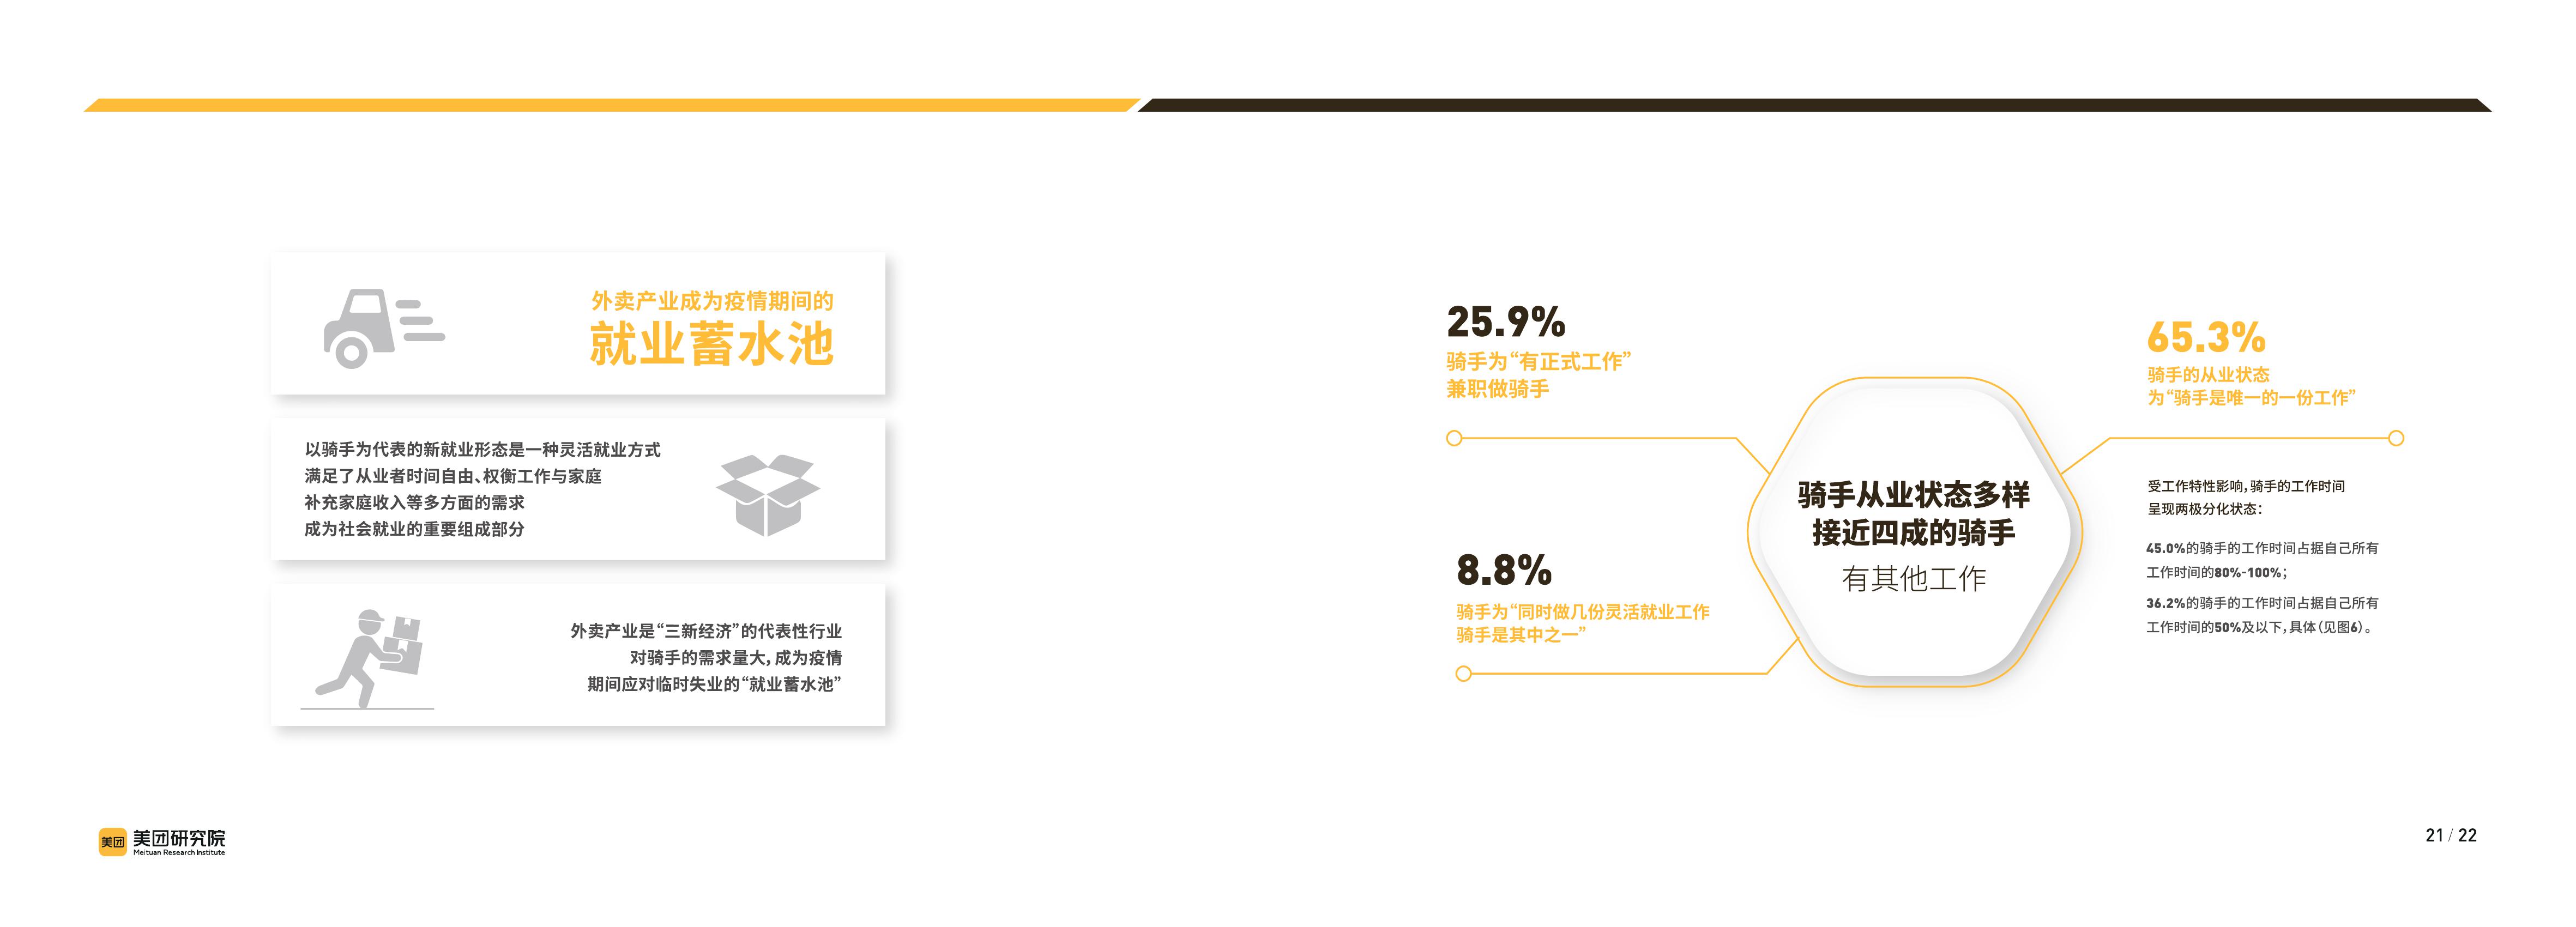 外卖产业成为疫情期间的
就业蓄水池
以骑手为代表的新就业形态是一种灵活就业方式
满足了从业者时间自由、权衡工作与家庭
补充家庭收入等多方面的需求
成为社会就业的重要组成部分
外卖产业是“三新经济”的代表性行业
对骑手的需求量大，成为疫情
期间应对临时失业的“就业蓄水池”
25.9%
骑手为“有正式工作”
兼职做骑手
8.8%
骑手为“同时做几份灵活就业工作
骑手是其中之一”
骑手从业状态多样
接近四成的骑手
有其他工作
65.3%
骑手的从业状态
为“骑手是唯一的一份工作”
受工作特性影响，骑手的工作时间
呈现两极分化状态：
45.0%的骑手的工作时间占据自己所有
工作时间的80%-100%；
36.2%的骑手的工作时间占据自己所有
工作时间的50%及以下，具体（见图6）。
美团
美团研究院
Meituan Research Institute
21 / 22